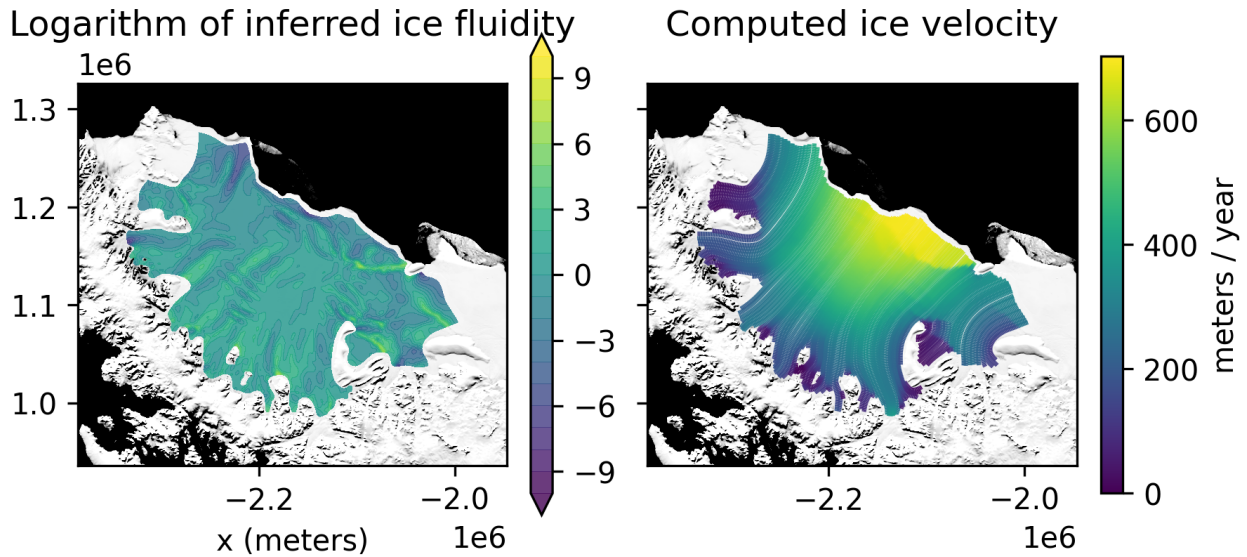 Logarithm of inferred ice fluidity
Computed ice velocity
1e6
1.3
1.2
1.1
1.0
−2.2
−2.0
x (meters)
1e6
9
6
3
0
−3
−6
−9
−2.2
−2.0
1e6
600
400
200
0
meters / year